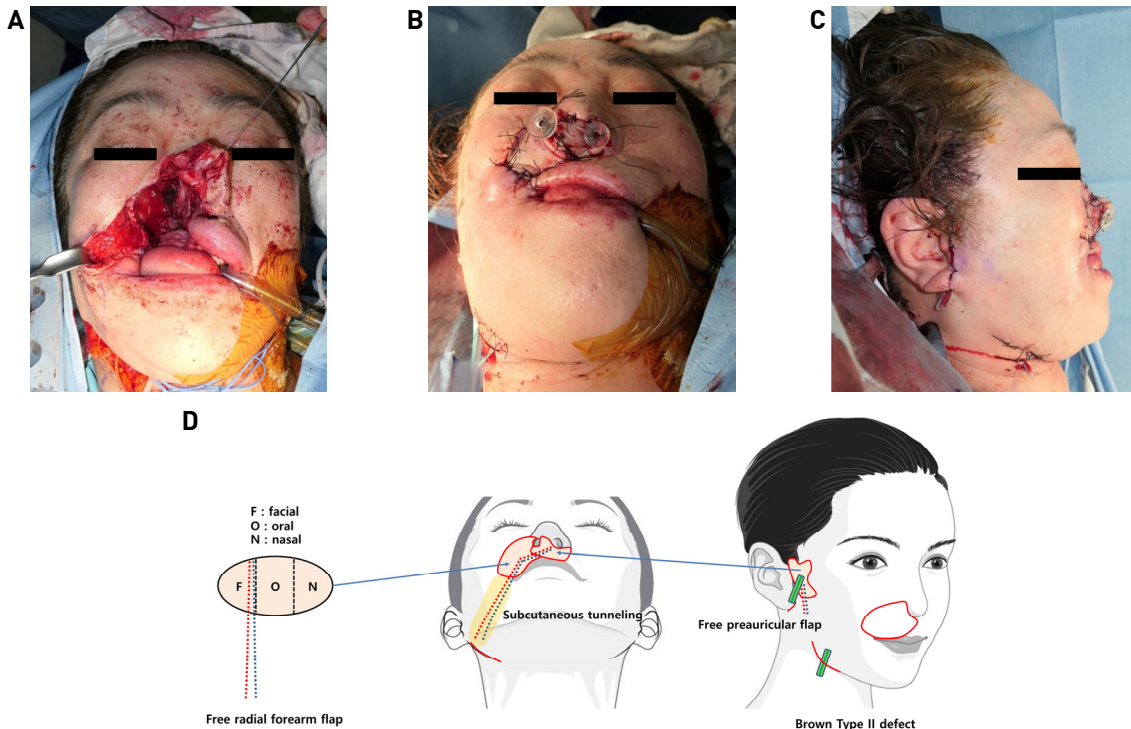 A
B
C
D
F : facial
O : oral
N : nasal
F
O
N
Free radial forearm flap
Subcutaneous tunneling
Free preauricular flap
Brown Type II defect